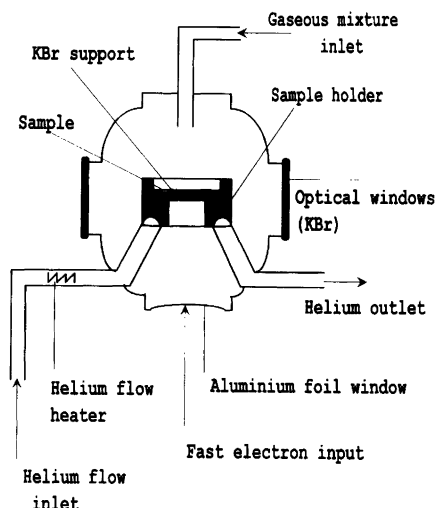 Gaseous mixture
inlet
KBr support
Sample holder
Sample
Optical windows
(KBr)
Helium outlet
Helium flow
heater
Aluminium foil window
Fast electron input
Helium flow
inlet